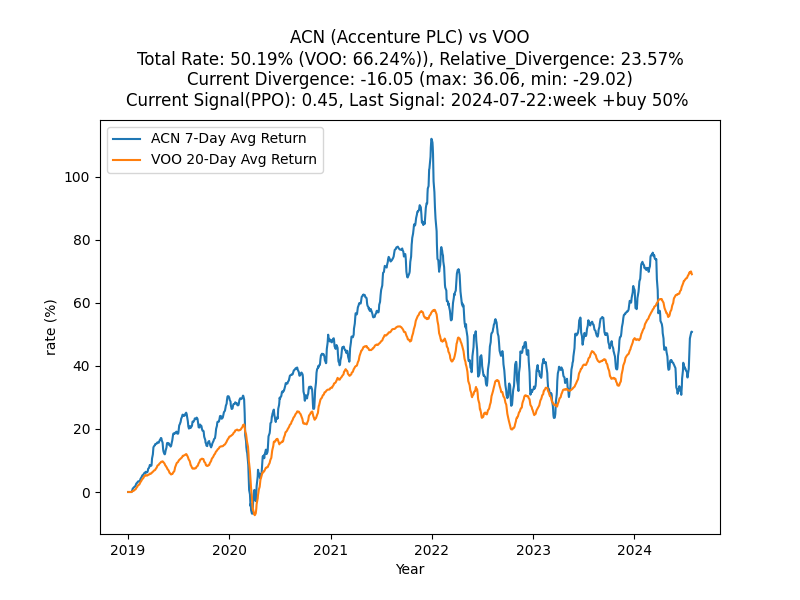 ACN (Accenture PLC) vs VOO
Total Rate: 50.19% (VOO: 66.24%)), Relative_Divergence: 23.57%
Current Divergence: -16.05 (max: 36.06, min: -29.02)
Current Signal(PPO): 0.45, Last Signal: 2024-07-22:week +buy 50%
ACN 7-Day Avg Return
VOO 20-Day Avg Return
100
80
60
40
20
0
rate (%)
2019
2020
2021
2022
2023
2024
Year